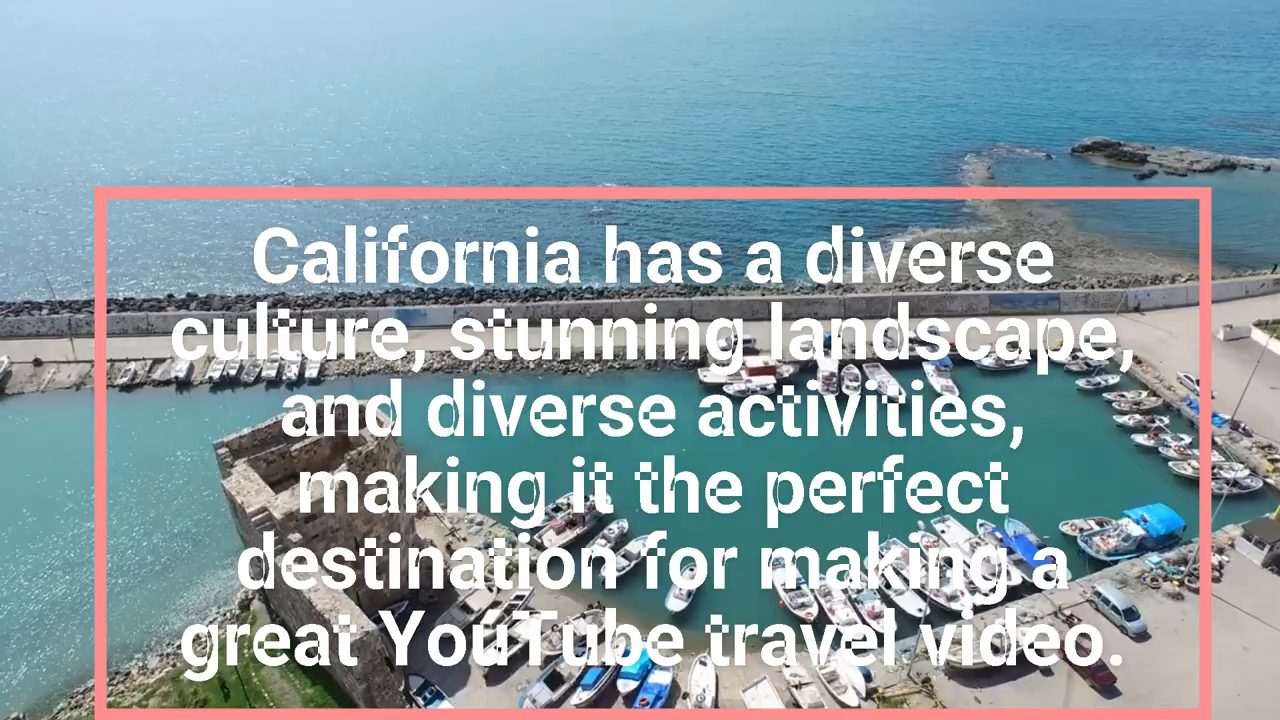 California has a diverse
culture, stunning landscape,
and diverse activities,
making it the perfect
destination for making a
great YouTube travel video.